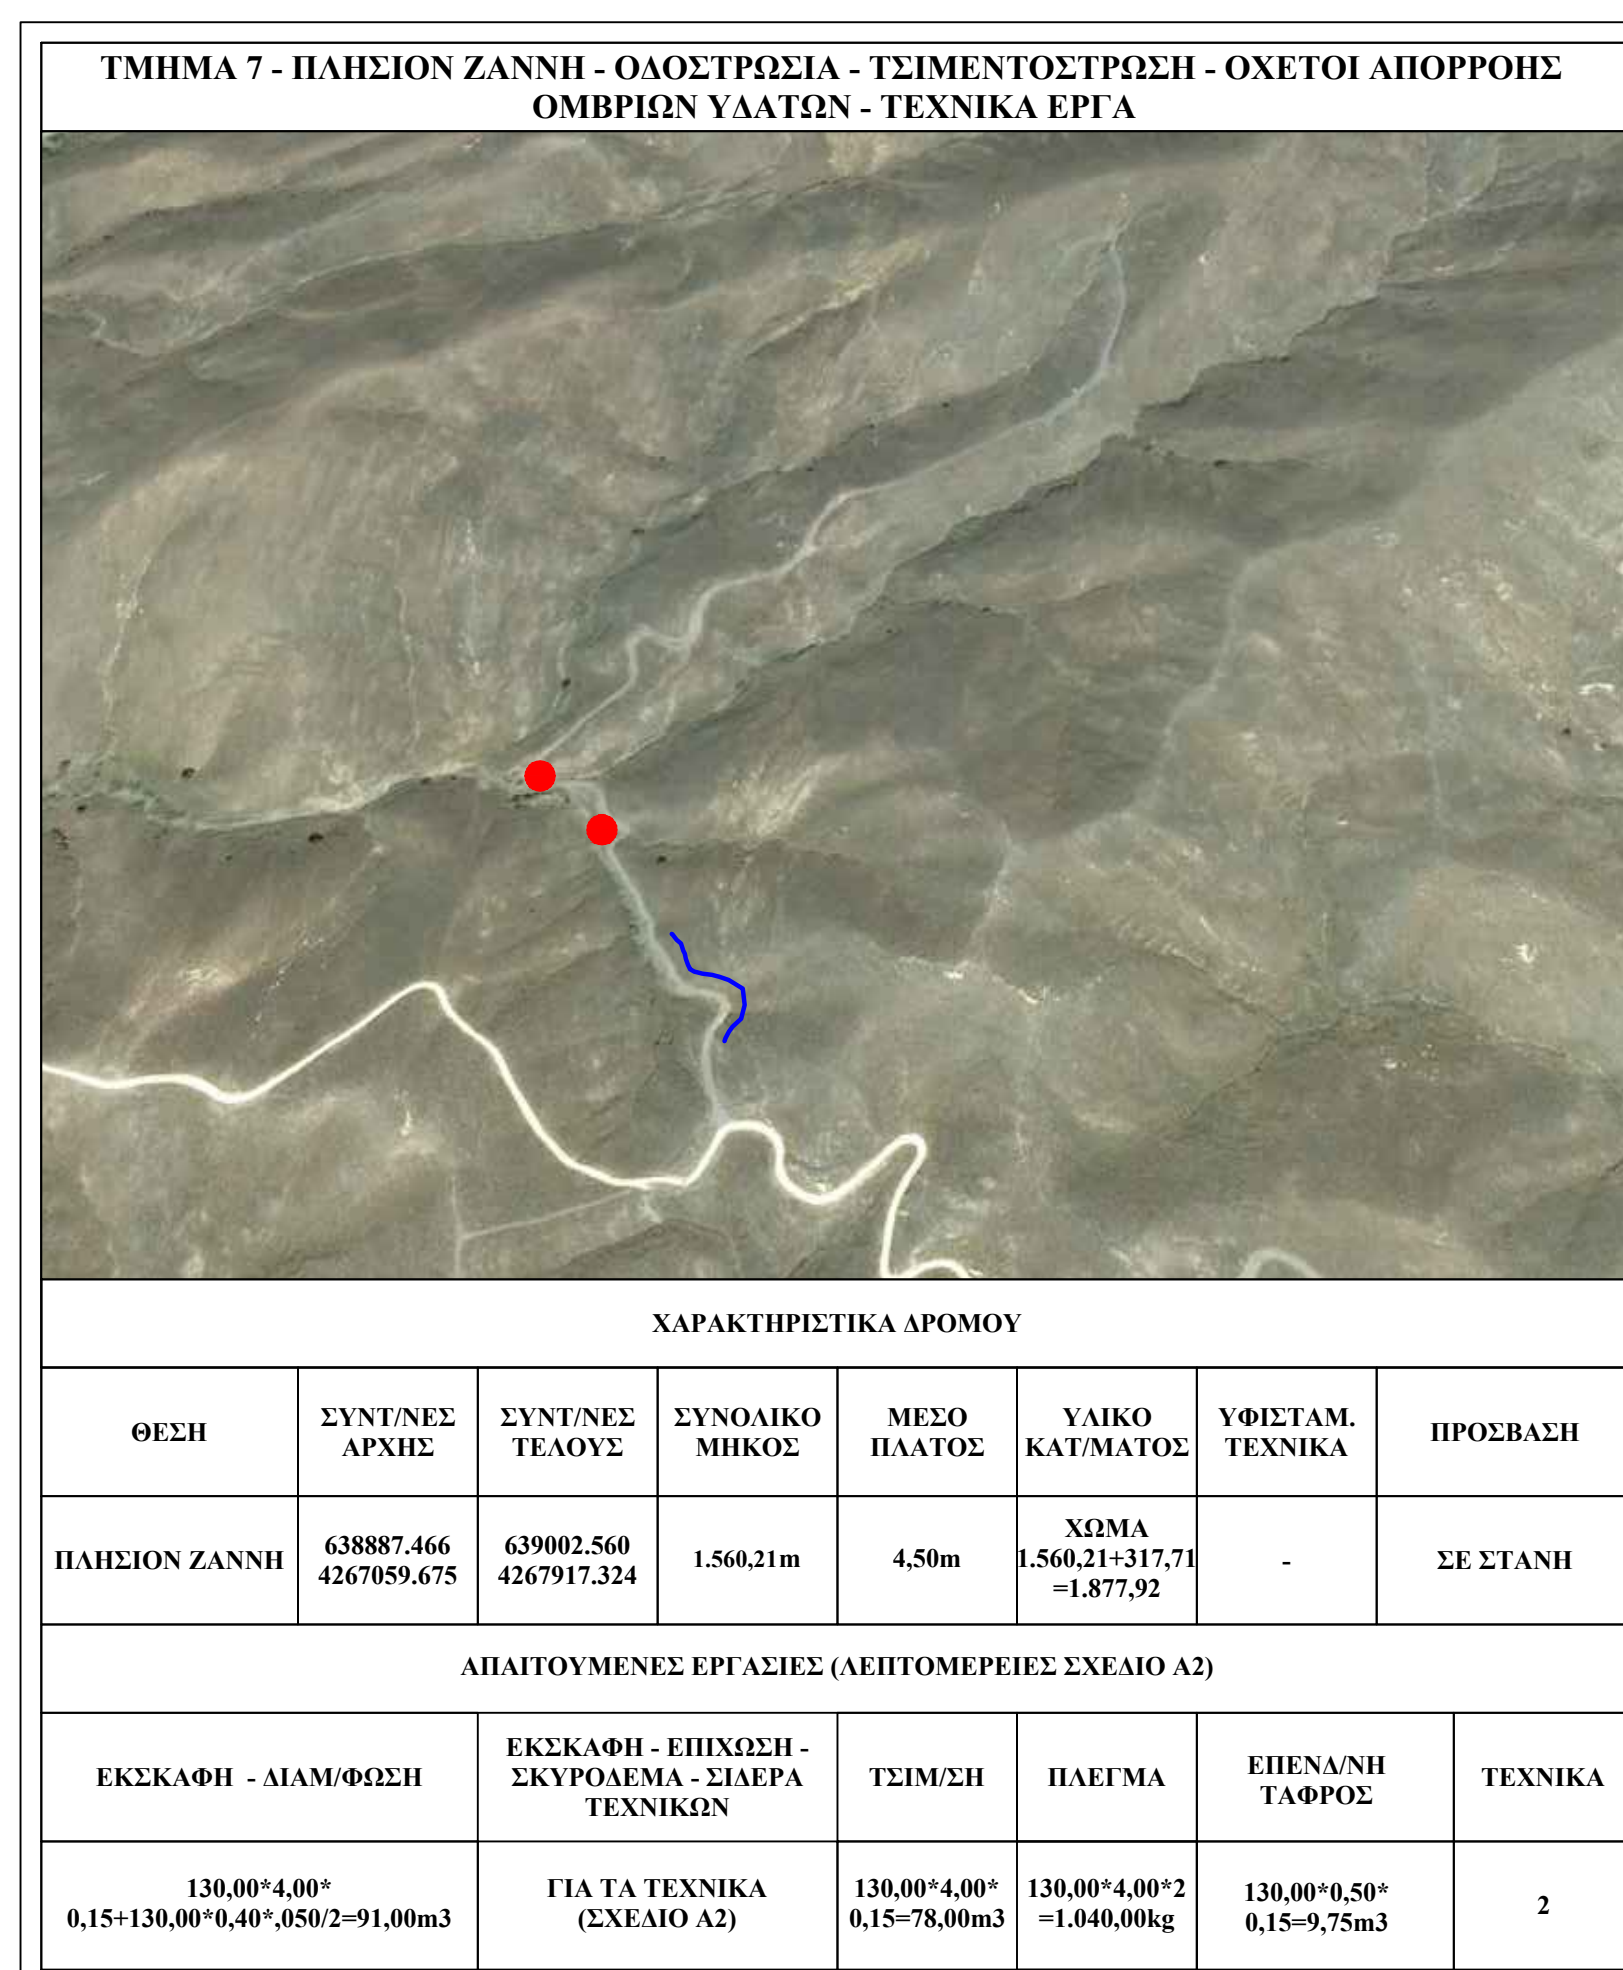 ΤΜΗΜΑ 7 - ΠΛΗΣΙΟΝ ΖΑΝΝΗ - ΟΔΟΣΤΡΩΣΙΑ - ΤΣΙΜΕΝΤΟΣΤΡΩΣΗ - ΟΧΕΤΟΙ ΑΠΟΡΡΟΗΣ
ΟΜΒΡΙΩΝ ΥΔΑΤΩΝ - ΤΕΧΝΙΚΑ ΕΡΓΑ
ΧΑΡΑΚΤΗΡΙΣΤΙΚΑ ΔΡΟΜΟΥ
ΘΕΣΗ
ΣΥΝΤ/ΝΕΣ
ΑΡΧΗΣ
ΣΥΝΤ/ΝΕΣ
ΤΕΛΟΥΣ
ΣΥΝΟΛΙΚΟ
ΜΗΚΟΣ
ΜΕΣΟ
ΠΛΑΤΟΣ
ΥΛΙΚΟ
ΚΑΤ/ΜΑΤΟΣ
ΥΦΙΣΤΑΜ.
ΤΕΧΝΙΚΑ
ΠΡΟΣΒΑΣΗ
ΠΛΗΣΙΟΝ ΖΑΝΝΗ
638887.466
4267059.675
639002.560
4267917.324
1.560,21m
4,50m
ΧΩΜΑ
1.560,21+317,71
=1.877,92
-
ΣΕ ΣΤΑΝΗ
ΑΠΑΙΤΟΥΜΕΝΕΣ ΕΡΓΑΣΙΕΣ (ΛΕΠΤΟΜΕΡΕΙΕΣ ΣΧΕΔΙΟ Α2)
ΕΚΣΚΑΦΗ - ΔΙΑΜ/ΦΩΣΗ
ΕΚΣΚΑΦΗ - ΕΠΙΧΩΣΗ -
ΣΚΥΡΟΔΕΜΑ - ΣΙΔΕΡΑ
ΤΕΧΝΙΚΩΝ
ΤΣΙΜ/ΣΗ
ΠΛΕΓΜΑ
ΕΠΕΝΔ/ΝΗ
ΤΑΦΡΟΣ
ΤΕΧΝΙΚΑ
130,00*4,00*
0,15+130,00*0,40*,050/2=91,00m3
ΓΙΑ ΤΑ ΤΕΧΝΙΚΑ
(ΣΧΕΔΙΟ Α2)
130,00*4,00*
0,15=78,00m3
130,00*4,00*2
=1.040,00kg
130,00*0,50*
0,15=9,75m3
2